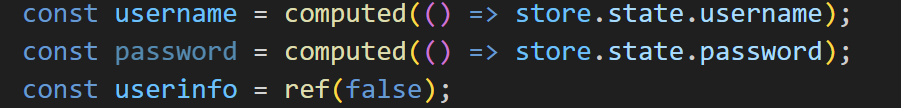 const username = computed(() => store.state.username);
const password = computed(() => store.state.password);
const userinfo = ref(false);